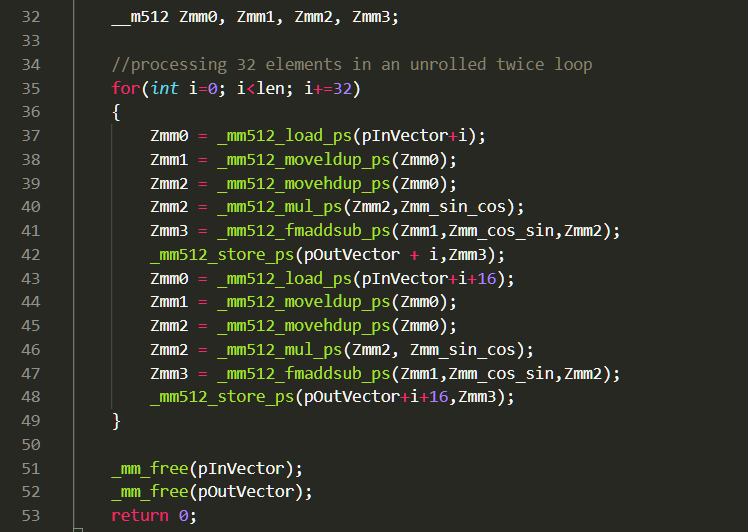 32 __m512 Zmm0, Zmm1, Zmm2, Zmm3;
33
34 //processing 32 elements in an unrolled twice loop
35 for(int i=0; i<len; i+=32)
36 {
37 Zmm0 = _mm512_load_ps(pInVector+i);
38 Zmm1 = _mm512_moveldup_ps(Zmm0);
39 Zmm2 = _mm512_movehdup_ps(Zmm0);
40 Zmm2 = _mm512_mul_ps(Zmm2,Zmm_sin_cos);
41 Zmm3 = _mm512_fmaddsub_ps(Zmm1,Zmm_cos_sin,Zmm2);
42 _mm512_store_ps(pOutVector + i,Zmm3);
43 Zmm0 = _mm512_load_ps(pInVector+i+16);
44 Zmm1 = _mm512_moveldup_ps(Zmm0);
45 Zmm2 = _mm512_movehdup_ps(Zmm0);
46 Zmm2 = _mm512_mul_ps(Zmm2, Zmm_sin_cos);
47 Zmm3 = _mm512_fmaddsub_ps(Zmm1,Zmm_cos_sin,Zmm2);
48 _mm512_store_ps(pOutVector+i+16,Zmm3);
49 }
50
51 _mm_free(pInVector);
52 _mm_free(pOutVector);
53 return 0;